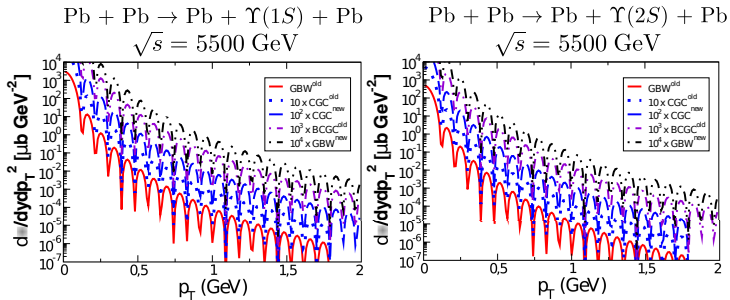 Pb + Pb → Pb + Υ(1S) + Pb
√s = 5500 GeV
Pb + Pb → Pb + Υ(2S) + Pb
√s = 5500 GeV
/dydp_T^2 [μb GeV^-2]
10^4
10^3
10^2
10^1
10^0
10^-1
10^-2
10^-3
10^-4
10^-5
10^-6
10^-7
GBW^old
10 x CGC^old
10^2 x CGC^new
10^3 x BCGC^old
10^4 x GBW^new
0 0,5 1 1,5 2
p_T (GeV)
/dydp_T^2 [μb GeV^-2]
10^4
10^3
10^2
10^1
10^0
10^-1
10^-2
10^-3
10^-4
10^-5
10^-6
10^-7
GBW^old
10 x CGC^old
10^2 x CGC^new
10^3 x BCGC^old
10^4 x GBW^new
0 0,5 1 1,5 2
p_T (GeV)